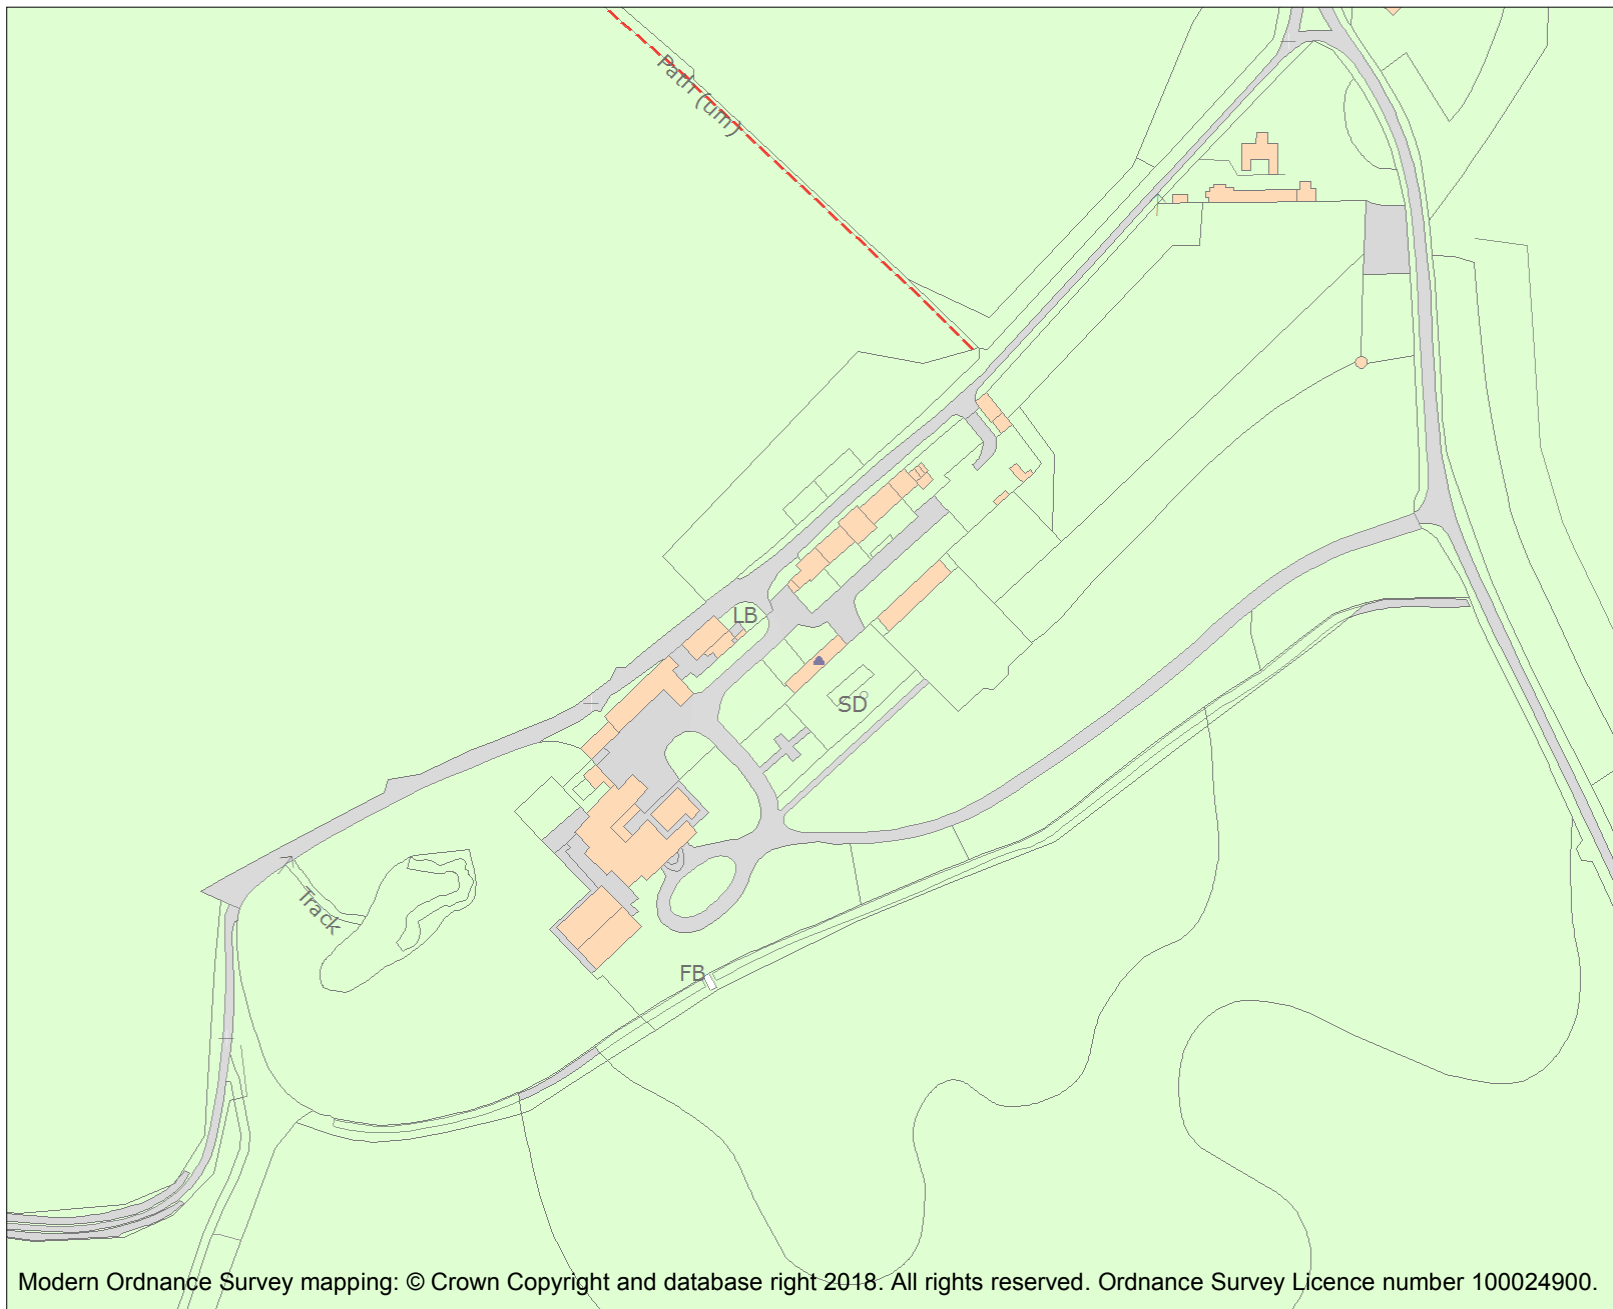 Path (um)
LB
SD
Track
FB
Modern Ordnance Survey mapping: © Crown Copyright and database right 2018. All rights reserved. Ordnance Survey Licence number 100024900.